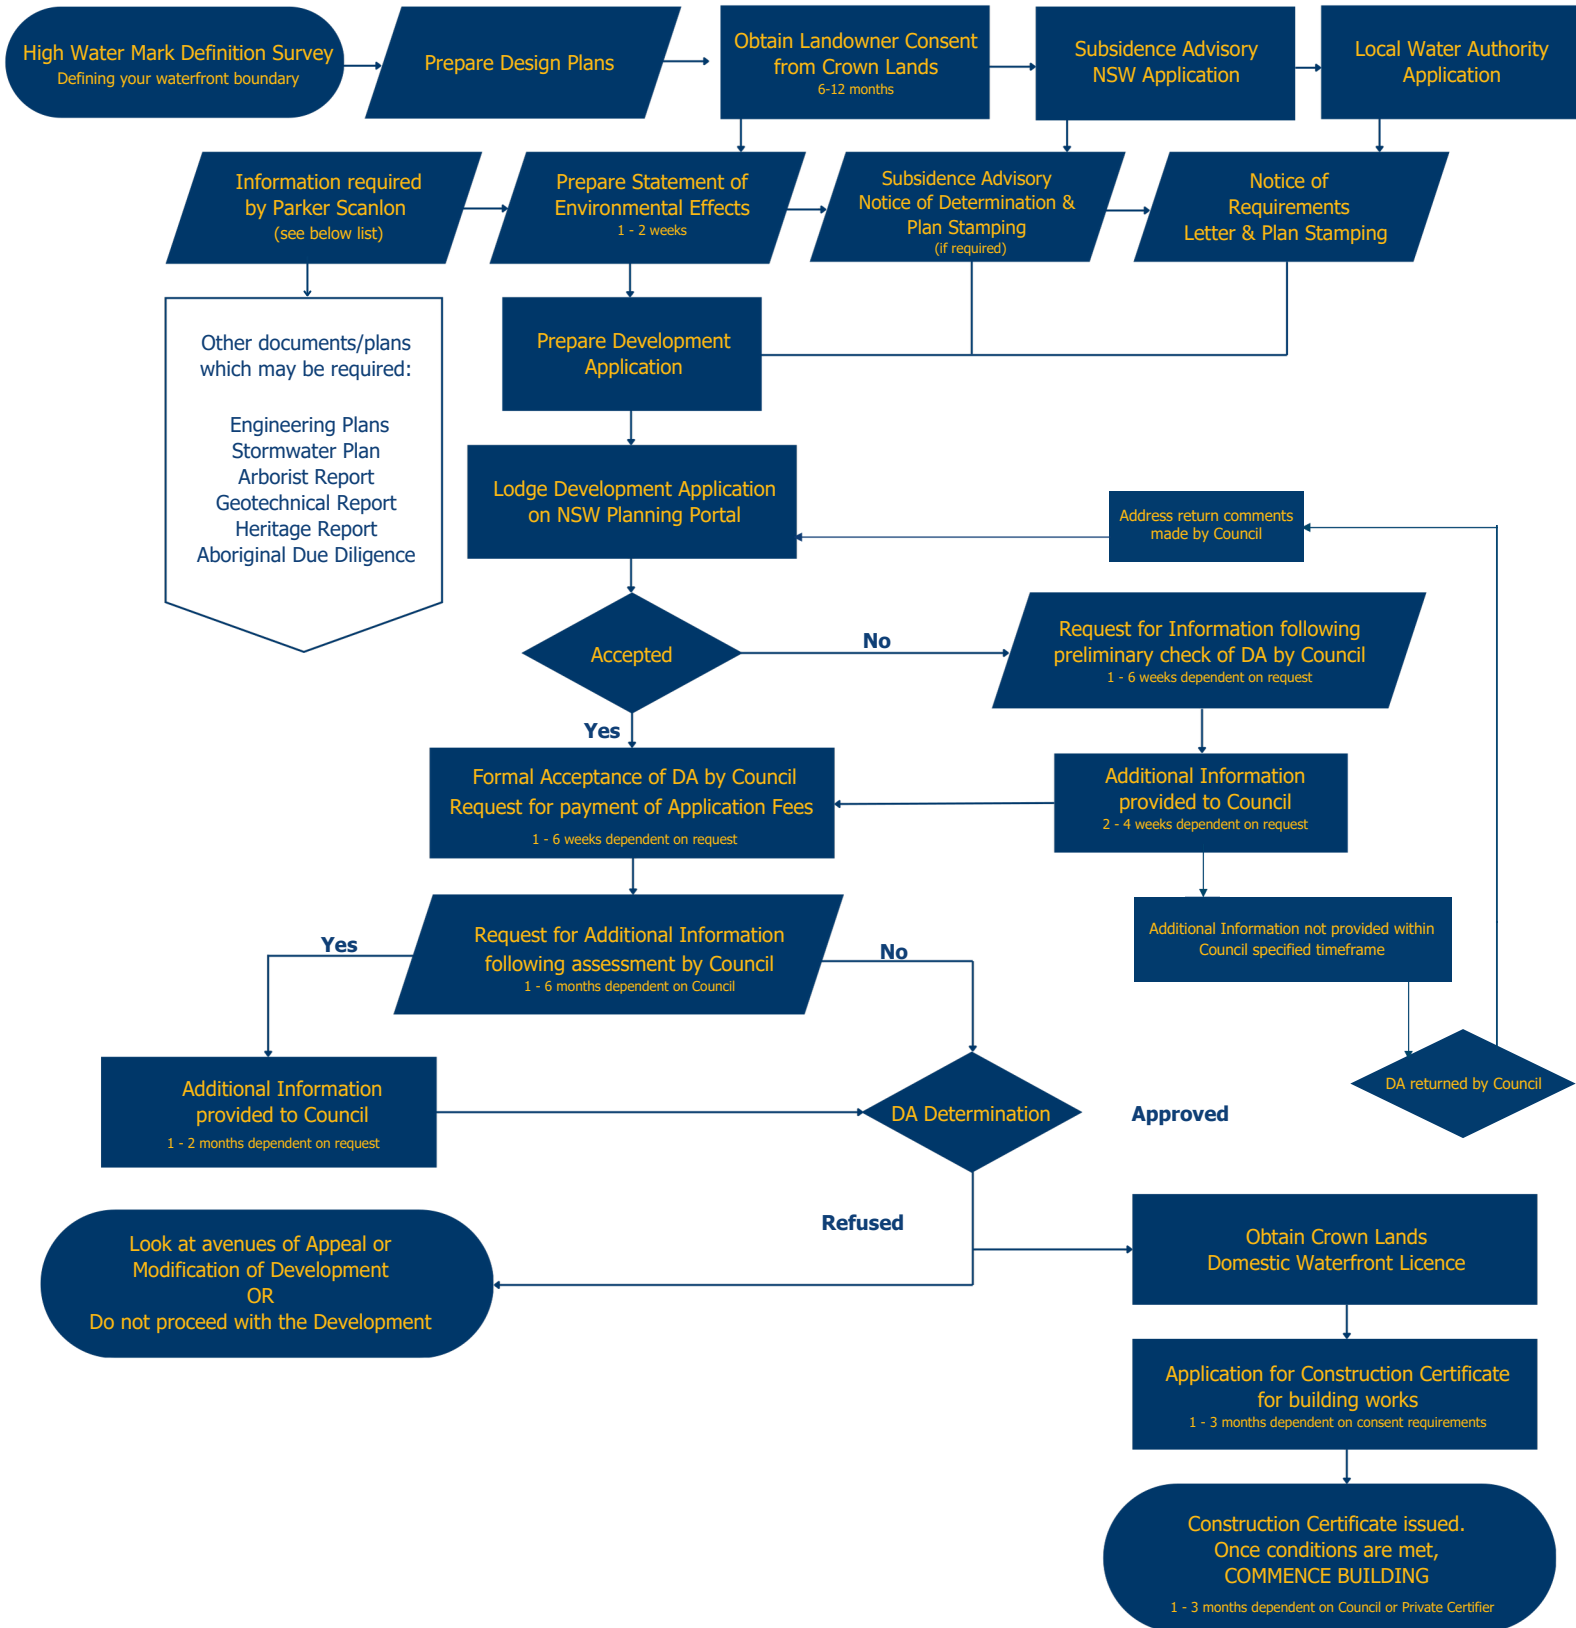 High Water Mark Definition Survey
Defining your waterfront boundary
Prepare Design Plans
Obtain Landowner Consent
from Crown Lands
6-12 months
Subsidence Advisory
NSW Application
Local Water Authority
Application
Information required
by Parker Scanlon
(see below list)
Prepare Statement of
Environmental Effects
1 - 2 weeks
Subsidence Advisory
Notice of Determination &
Plan Stamping
(if required)
Notice of
Requirements
Letter & Plan Stamping
Other documents/plans
which may be required:
Engineering Plans
Stormwater Plan
Arborist Report
Geotechnical Report
Heritage Report
Aboriginal Due Diligence
Prepare Development
Application
Lodge Development Application
on NSW Planning Portal
Address return comments
made by Council
Accepted
No
Request for Information following
preliminary check of DA by Council
1 - 6 weeks dependent on request
Yes
Formal Acceptance of DA by Council
Request for payment of Application Fees
1 - 6 weeks dependent on request
Additional Information
provided to Council
2 - 4 weeks dependent on request
Additional Information not provided within
Council specified timeframe
Yes
Request for Additional Information
following assessment by Council
1 - 6 months dependent on Council
No
Additional Information
provided to Council
1 - 2 months dependent on request
DA Determination
Approved
DA returned by Council
Refused
Look at avenues of Appeal or
Modification of Development
OR
Do not proceed with the Development
Obtain Crown Lands
Domestic Waterfront Licence
Application for Construction Certificate
for building works
1 - 3 months dependent on consent requirements
Construction Certificate issued.
Once conditions are met,
COMMENCE BUILDING
1 - 3 months dependent on Council or Private Certifier